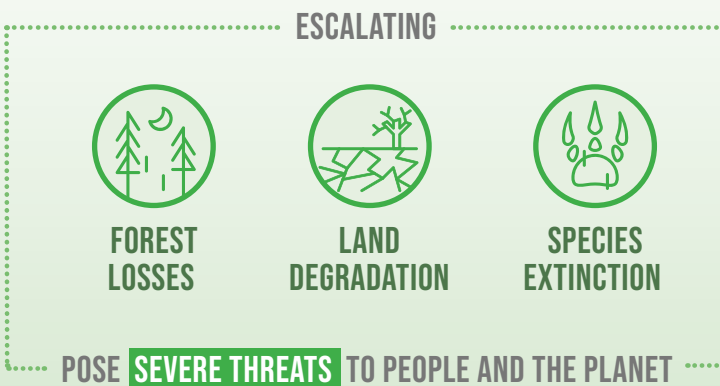 ESCALATING
FOREST
LOSSES
LAND
DEGRADATION
SPECIES
EXTINCTION
POSE SEVERE THREATS TO PEOPLE AND THE PLANET